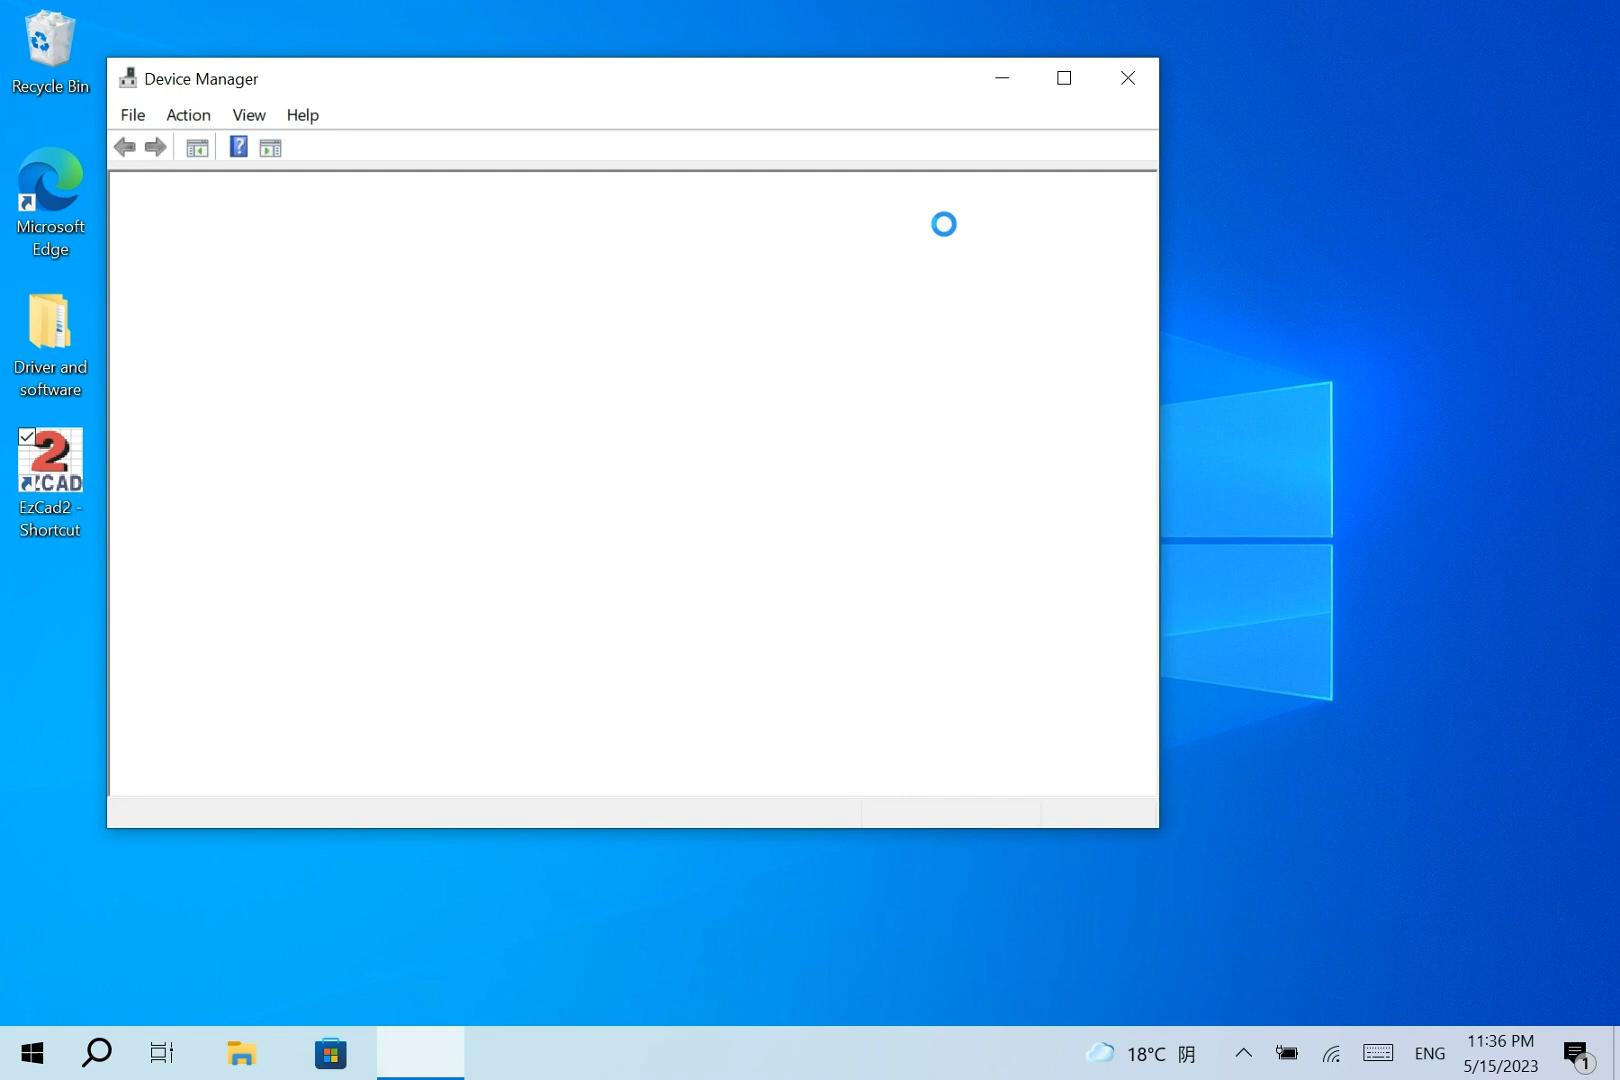 Recycle Bin
Microsoft
Edge
Driver and
software
2
CAD
EzCad2 -
Shortcut
Device Manager
File Action View Help
?
18°C 阴
ENG
11:36 PM
5/15/2023
1